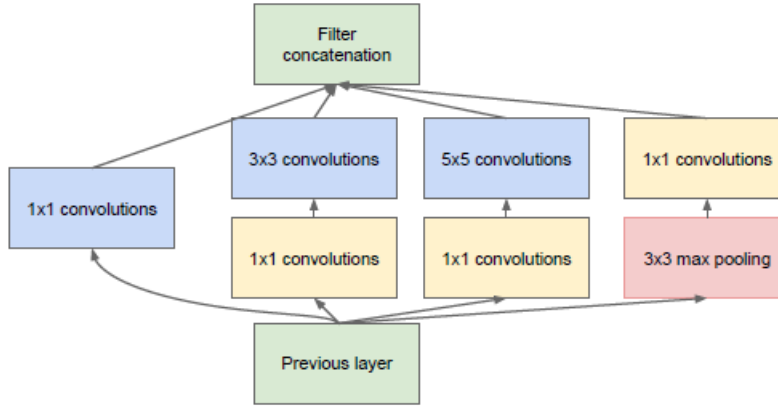 Filter
concatenation
3x3 convolutions
5x5 convolutions
1x1 convolutions
1x1 convolutions
1x1 convolutions
1x1 convolutions
3x3 max pooling
Previous layer